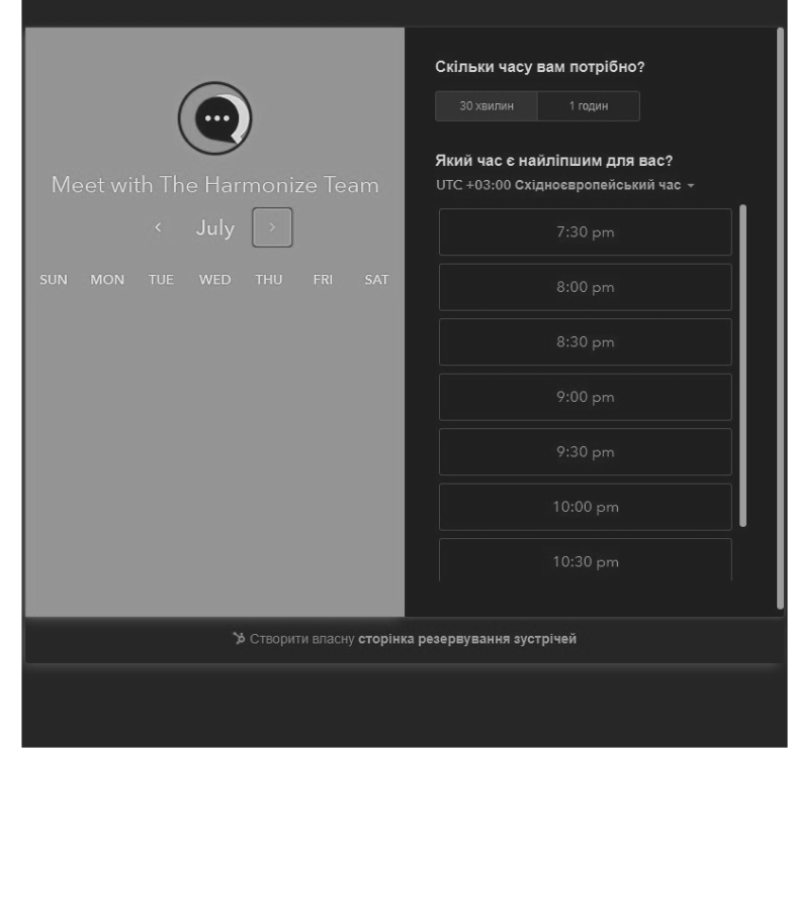 Meet with The Harmonize Team
July
SUN MON TUE WED THU FRI SAT
Скільки часу вам потрібно?
30 хвилин 1 годин
Який час є найліпшим для вас?
UTC +03:00 Східноєвропейський час
7:30 pm
8:00 pm
8:30 pm
9:00 pm
9:30 pm
10:00 pm
10:30 pm
Створити власну сторінка резервування зустрічей